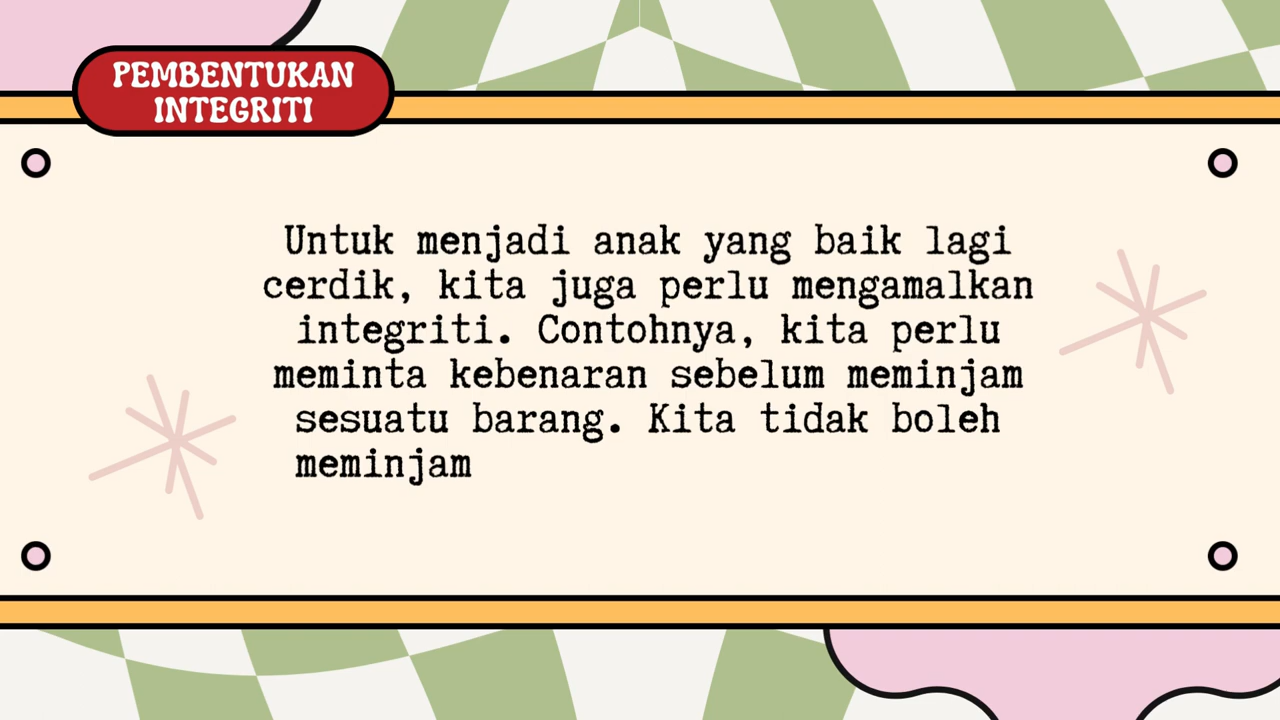 PEMBENTUKAN
INTEGRITI
Untuk menjadi anak yang baik lagi
cerdik, kita juga perlu mengamalkan
integriti. Contohnya, kita perlu
meminta kebenaran sebelum meminjam
sesuatu barang. Kita tidak boleh
meminjam